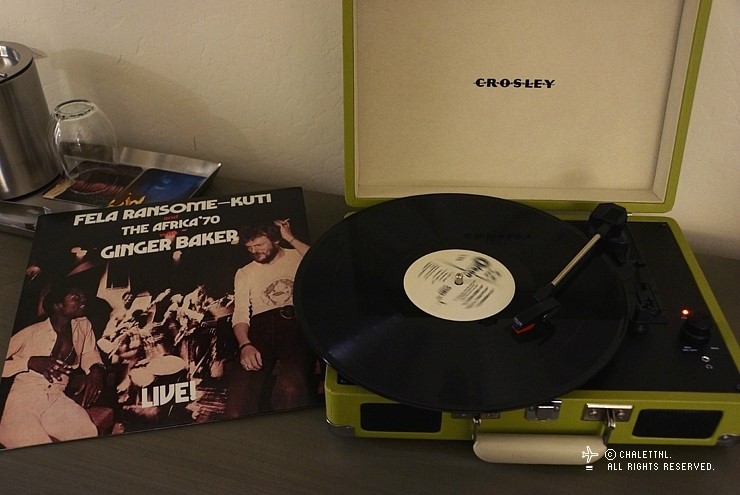 CROSLEY
FELA RANSOME-KUTI
and
THE AFRICA '70
with
GINGER BAKER
LIVE!
© CHALETTNL.
ALL RIGHTS RESERVED.